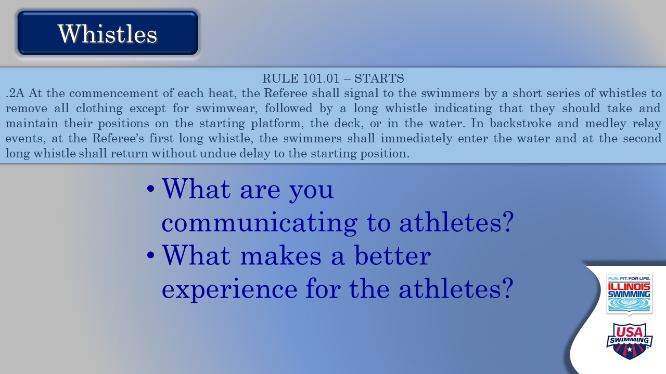 Whistles
RULE 101.01 – STARTS
.2A At the commencement of each heat, the Referee shall signal to the swimmers by a short series of whistles to
remove all clothing except for swimwear, followed by a long whistle indicating that they should take and
maintain their positions on the starting platform, the deck, or in the water. In backstroke and medley relay
events, at the Referee's first long whistle, the swimmers shall immediately enter the water and at the second
long whistle shall return without undue delay to the starting position.
• What are you
communicating to athletes?
• What makes a better
experience for the athletes?
FUN. FIT. FOR LIFE.
ILLINOIS
SWIMMING
USA
SWIMMING